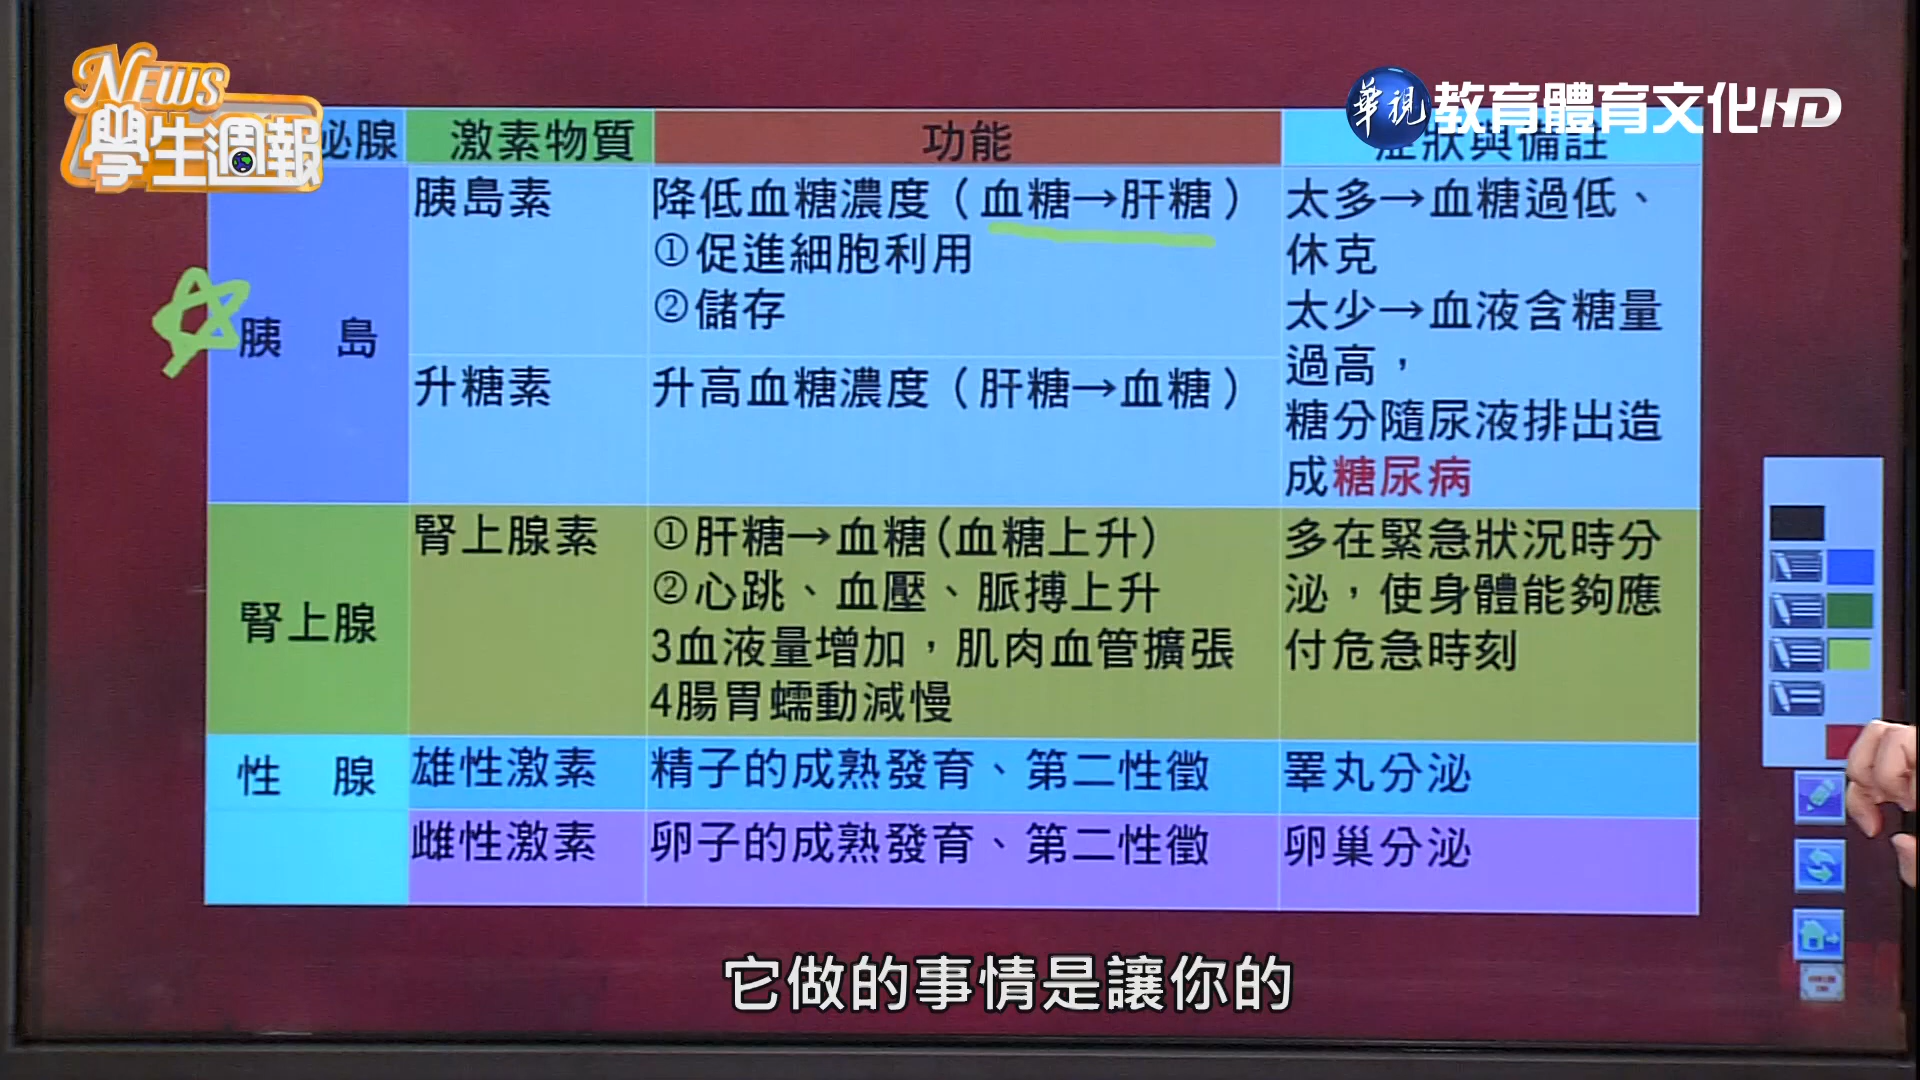 NEWS
學生週報
華視 教育體育文化HD
泌腺 激素物質 功能 症狀與備註
胰 島
胰島素
降低血糖濃度（血糖→肝糖）
①促進細胞利用
②儲存
太多→血糖過低、
休克
太少→血液含糖量
過高，
糖分隨尿液排出造
成糖尿病
升糖素
升高血糖濃度（肝糖→血糖）
腎上腺
腎上腺素
①肝糖→血糖(血糖上升)
②心跳、血壓、脈搏上升
3血液量增加，肌肉血管擴張
4腸胃蠕動減慢
多在緊急狀況時分
泌，使身體能夠應
付危急時刻
性 腺
雄性激素 精子的成熟發育、第二性徵 睪丸分泌
雌性激素 卵子的成熟發育、第二性徵 卵巢分泌
它做的事情是讓你的